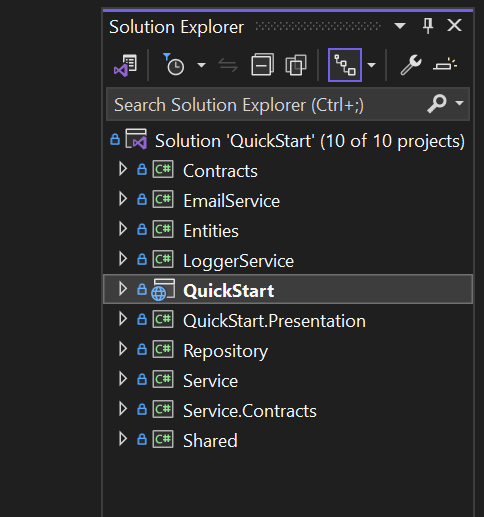 Solution Explorer
Search Solution Explorer (Ctrl+;)
Solution 'QuickStart' (10 of 10 projects)
C# Contracts
C# EmailService
C# Entities
C# LoggerService
QuickStart
C# QuickStart.Presentation
C# Repository
C# Service
C# Service.Contracts
C# Shared